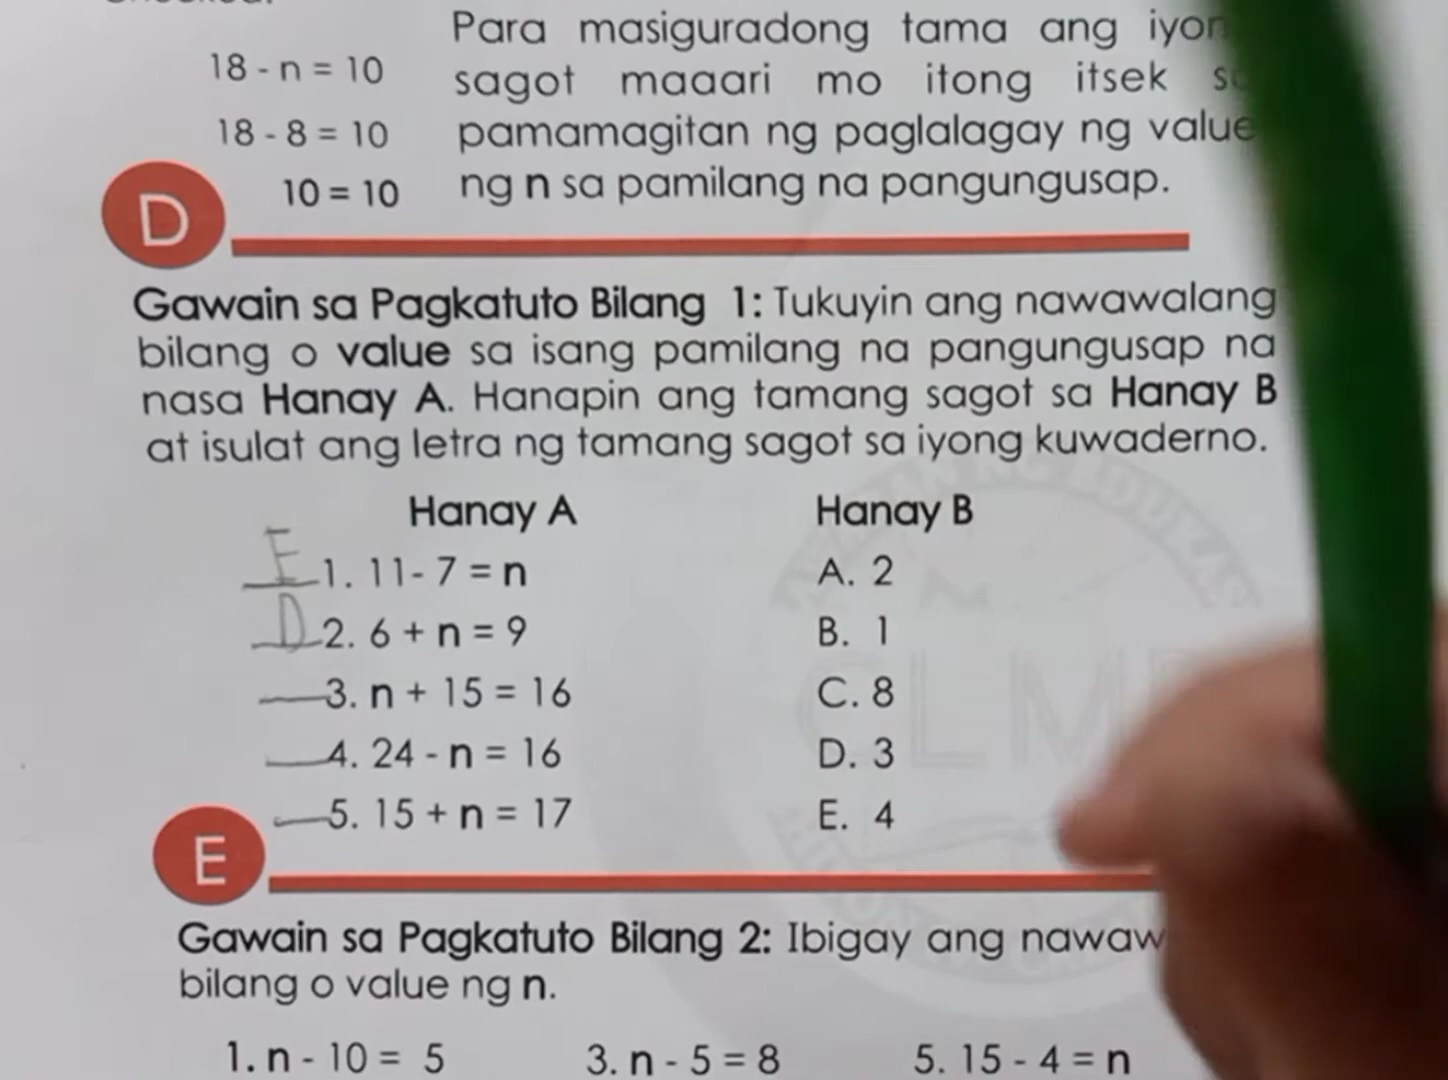 18 - n = 10
18 - 8 = 10
10 = 10
Para masiguradong tama ang
sagot maaari mo itong itsek
pamamagitan ng paglalagay ng value
ng n sa pamilang na pangungusap.
D
Gawain sa Pagkatuto Bilang 1: Tukuyin ang nawawalang
bilang o value sa isang pamilang na pangungusap na
nasa Hanay A. Hanapin ang tamang sagot sa Hanay B
at isulat ang letra ng tamang sagot sa iyong kuwaderno.
Hanay A
E 1. 11- 7 = n
D 2. 6 + n = 9
3. n + 15 = 16
4. 24 - n = 16
5. 15 + n = 17
Hanay B
A. 2
B. 1
C. 8
D. 3
E. 4
E
Gawain sa Pagkatuto Bilang 2: Ibigay ang
bilang o value ng n.
1. n - 10 = 5
3. n - 5 = 8
5. 15 - 4 = n